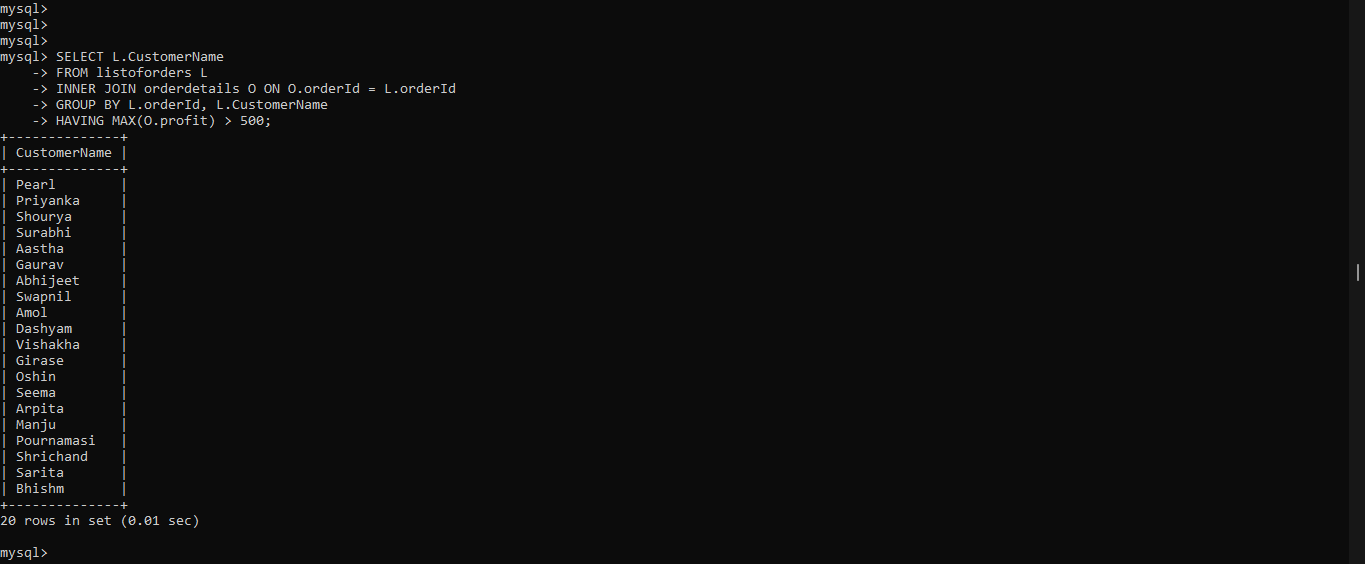 mysql>
mysql>
mysql>
mysql> SELECT L.CustomerName
    -> FROM listoforders L
    -> INNER JOIN orderdetails O ON O.orderId = L.orderId
    -> GROUP BY L.orderId, L.CustomerName
    -> HAVING MAX(O.profit) > 500;
+--------------+
| CustomerName |
+--------------+
| Pearl        |
| Priyanka     |
| Shourya      |
| Surabhi      |
| Aastha       |
| Gaurav       |
| Abhijeet     |
| Swapnil      |
| Amol         |
| Dashyam      |
| Vishakha     |
| Girase       |
| Oshin        |
| Seema        |
| Arpita       |
| Manju        |
| Pournamasi   |
| Shrichand    |
| Sarita       |
| Bhishm       |
+--------------+
20 rows in set (0.01 sec)
mysql>